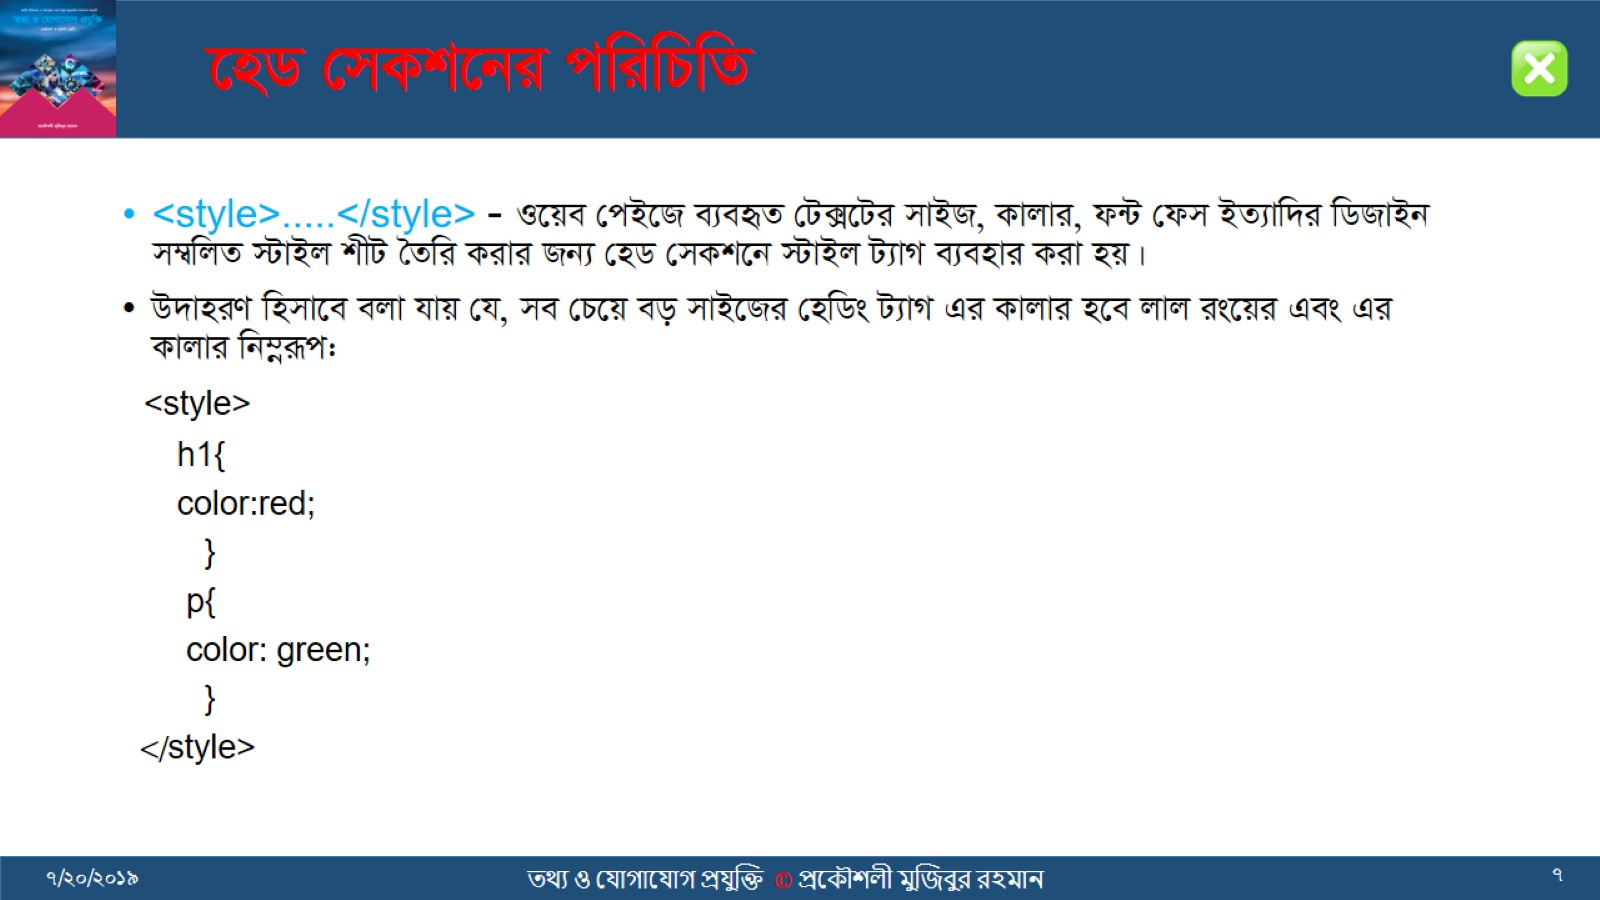 তথ্য ও যোগাযোগ প্রযুক্তি
হেড সেকশনের পরিচিতি
• <style>.....</style> - ওয়েব পেইজে ব্যবহৃত টেক্সটের সাইজ, কালার, ফন্ট ফেস ইত্যাদির ডিজাইন
সম্বলিত স্টাইল শীট তৈরি করার জন্য হেড সেকশনে স্টাইল ট্যাগ ব্যবহার করা হয়।
• উদাহরণ হিসাবে বলা যায় যে, সব চেয়ে বড় সাইজের হেডিং ট্যাগ এর কালার হবে লাল রংয়ের এবং এর
কালার নিম্নরূপঃ
<style>
h1{
color:red;
}
p{
color: green;
}
</style>
৭/২০/২০১৯
তথ্য ও যোগাযোগ প্রযুক্তি © প্রকৌশলী মুজিবুর রহমান
৭